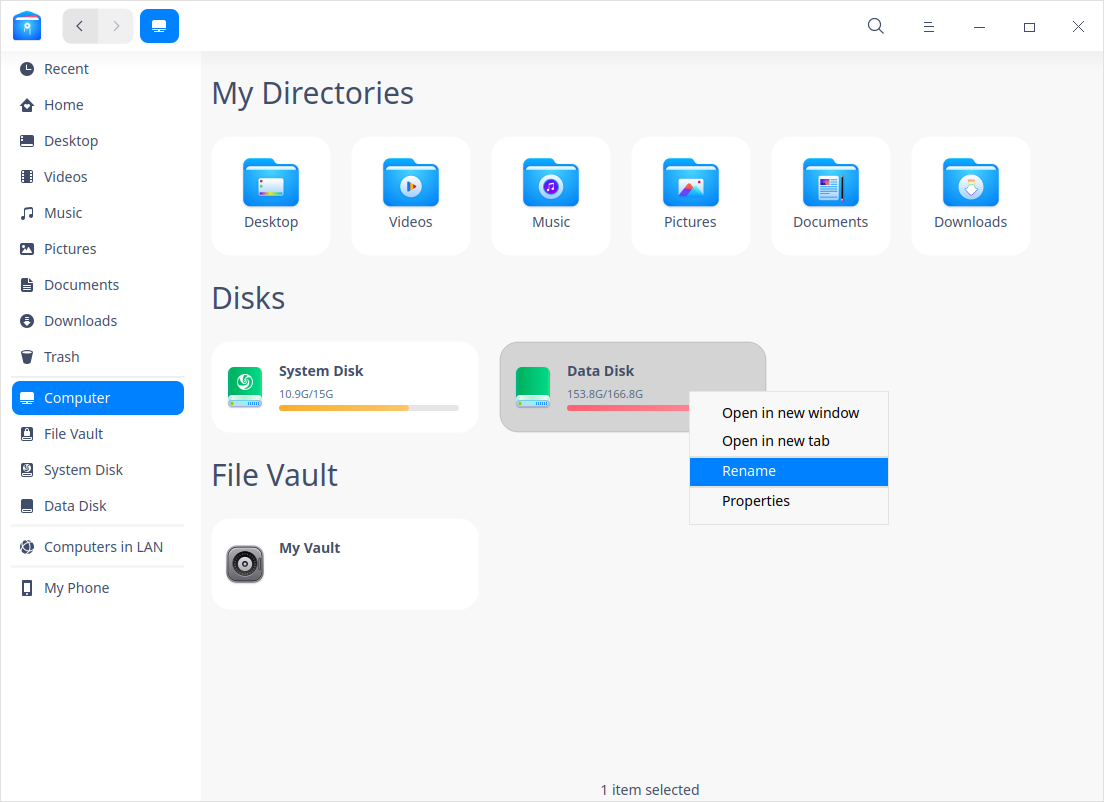 Recent
Home
Desktop
Videos
Music
Pictures
Documents
Downloads
Trash
Computer
File Vault
System Disk
Data Disk
Computers in LAN
My Phone
My Directories
Desktop
Videos
Music
Pictures
Documents
Downloads
Disks
System Disk
10.9G/15G
Data Disk
153.8G/166.8G
Open in new window
Open in new tab
Rename
Properties
File Vault
My Vault
1 item selected